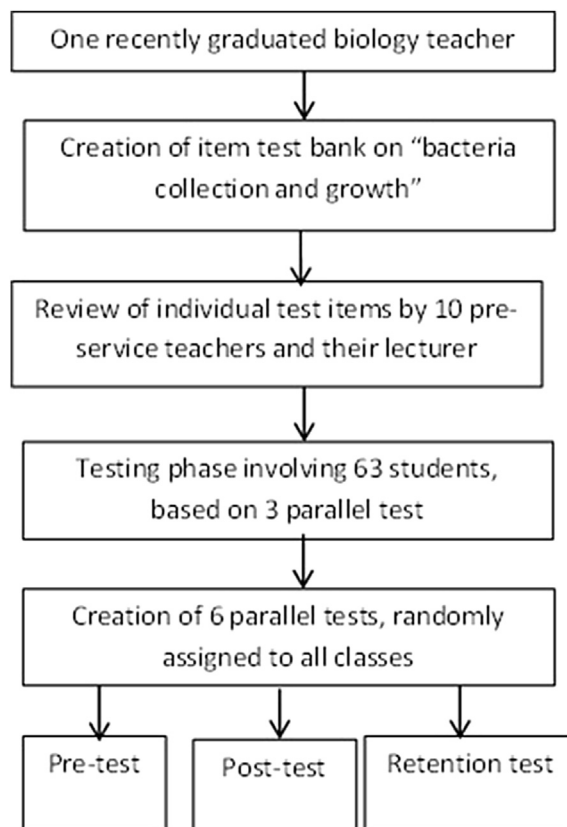 One recently graduated biology teacher
Creation of item test bank on “bacteria
collection and growth”
Review of individual test items by 10 pre-
service teachers and their lecturer
Testing phase involving 63 students,
based on 3 parallel test
Creation of 6 parallel tests, randomly
assigned to all classes
Pre-test
Post-test
Retention test